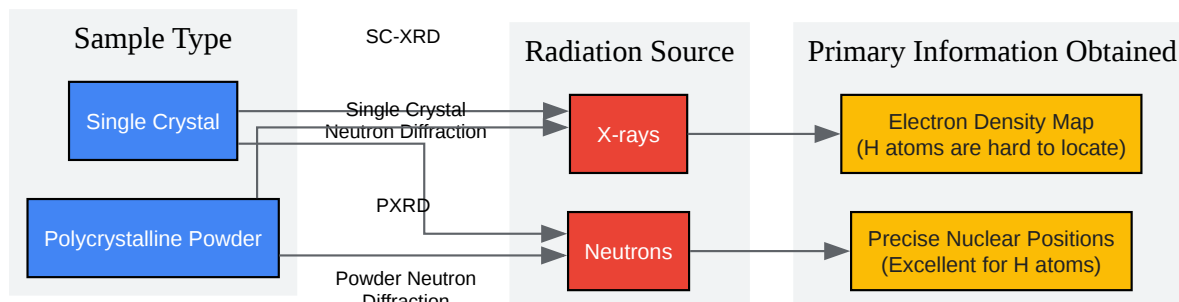 Sample Type
SC-XRD
Radiation Source
Primary Information Obtained
Single Crystal
Single Crystal
Neutron Diffraction
X-rays
Electron Density Map
(H atoms are hard to locate)
Polycrystalline Powder
PXRD
Neutrons
Precise Nuclear Positions
(Excellent for H atoms)
Powder Neutron
Diffraction